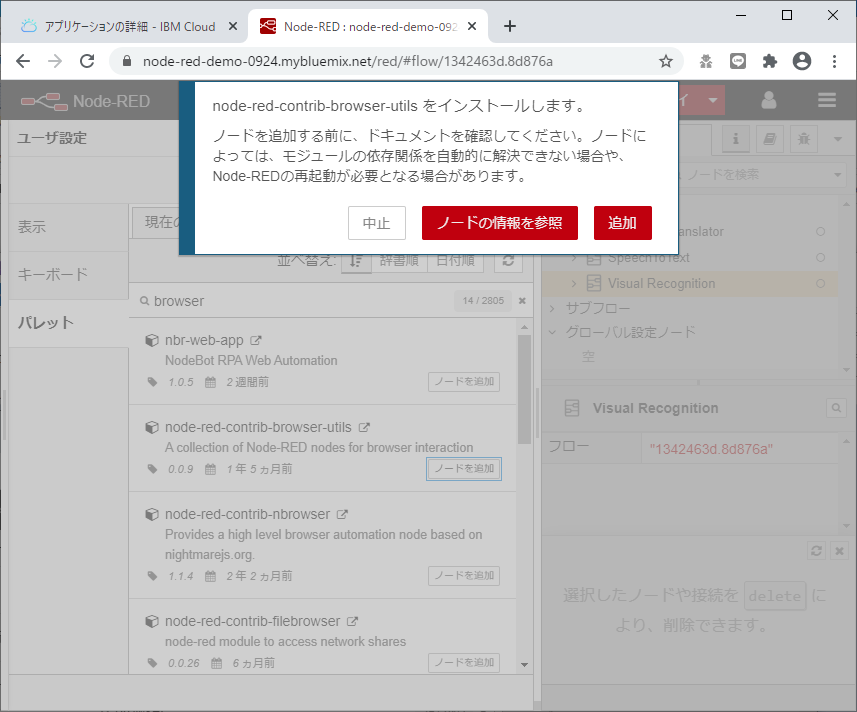 アプリケーションの詳細 - IBM Cloud
Node-RED : node-red-demo-092
node-red-demo-0924.mybluemix.net/red/#flow/1342463d.8d876a
Node-RED
イ
node-red-contrib-browser-utils をインストールします。
ノードを追加する前に、ドキュメントを確認してください。ノード
によっては、モジュールの依存関係を自動的に解決できない場合や、
Node-REDの再起動が必要となる場合があります。
中止
ノードの情報を参照
追加
ユーザ設定
表示
キーボード
パレット
現在の
並べ替え:
辞書順
日付順
browser
14 / 2805
nbr-web-app
NodeBot RPA Web Automation
1.0.5
2 週間前
ノードを追加
node-red-contrib-browser-utils
A collection of Node-RED nodes for browser interaction
0.0.9
1 年 5 ヵ月前
ノードを追加
node-red-contrib-nbrowser
Provides a high level browser automation node based on
nightmarejs.org.
1.1.4
2 年 2 ヵ月前
ノードを追加
node-red-contrib-filebrowser
node-red module to access network shares
0.0.26
6 ヵ月前
ノードを追加
ノードを検索
anslator
SpeechToText
Visual Recognition
サブフロー
グローバル設定ノード
空
Visual Recognition
フロー
"1342463d.8d876a"
選択したノードや接続を delete に
より、削除できます。